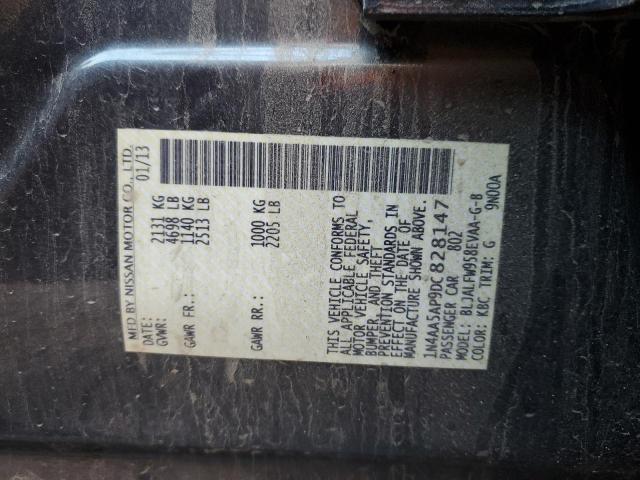 MFD BY NISSAN MOTOR CO., LTD.
DATE: 01/13
GVWR: 2131 KG
4698 LB
GAWR FR.: 1140 KG
2513 LB
GAWR RR.: 1000 KG
2205 LB
THIS VEHICLE CONFORMS TO
ALL APPLICABLE FEDERAL
MOTOR VEHICLE SAFETY,
BUMPER, AND THEFT
PREVENTION STANDARDS IN
EFFECT ON THE DATE OF
MANUFACTURE SHOWN ABOVE.
1N4AA5AP9DC828147
PASSENGER CAR B02
MODEL: BLJALFW958EVAA-G-B
COLOR: KBC TRIM: G 9N00A